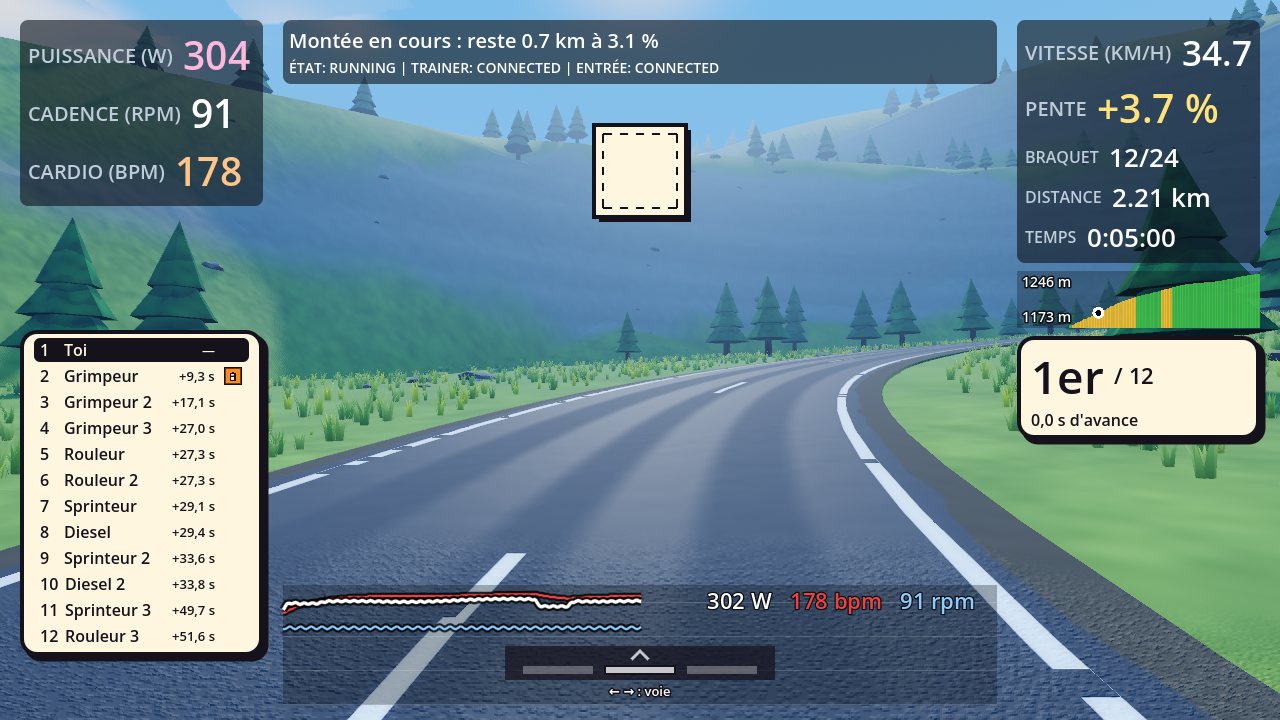 PUISSANCE (W) 304
CADENCE (RPM) 91
CARDIO (BPM) 178
Montée en cours : reste 0.7 km à 3.1 %
ÉTAT: RUNNING | TRAINER: CONNECTED | ENTRÉE: CONNECTED
VITESSE (KM/H) 34.7
PENTE +3.7 %
BRAQUET 12/24
DISTANCE 2.21 km
TEMPS 0:05:00
1246 m
1173 m
1er / 12
0,0 s d'avance
1 Toi —
2 Grimpeur +9,3 s
3 Grimpeur 2 +17,1 s
4 Grimpeur 3 +27,0 s
5 Rouleur +27,3 s
6 Rouleur 2 +27,3 s
7 Sprinteur +29,1 s
8 Diesel +29,4 s
9 Sprinteur 2 +33,6 s
10 Diesel 2 +33,8 s
11 Sprinteur 3 +49,7 s
12 Rouleur 3 +51,6 s
302 W 178 bpm 91 rpm
←→ : voie